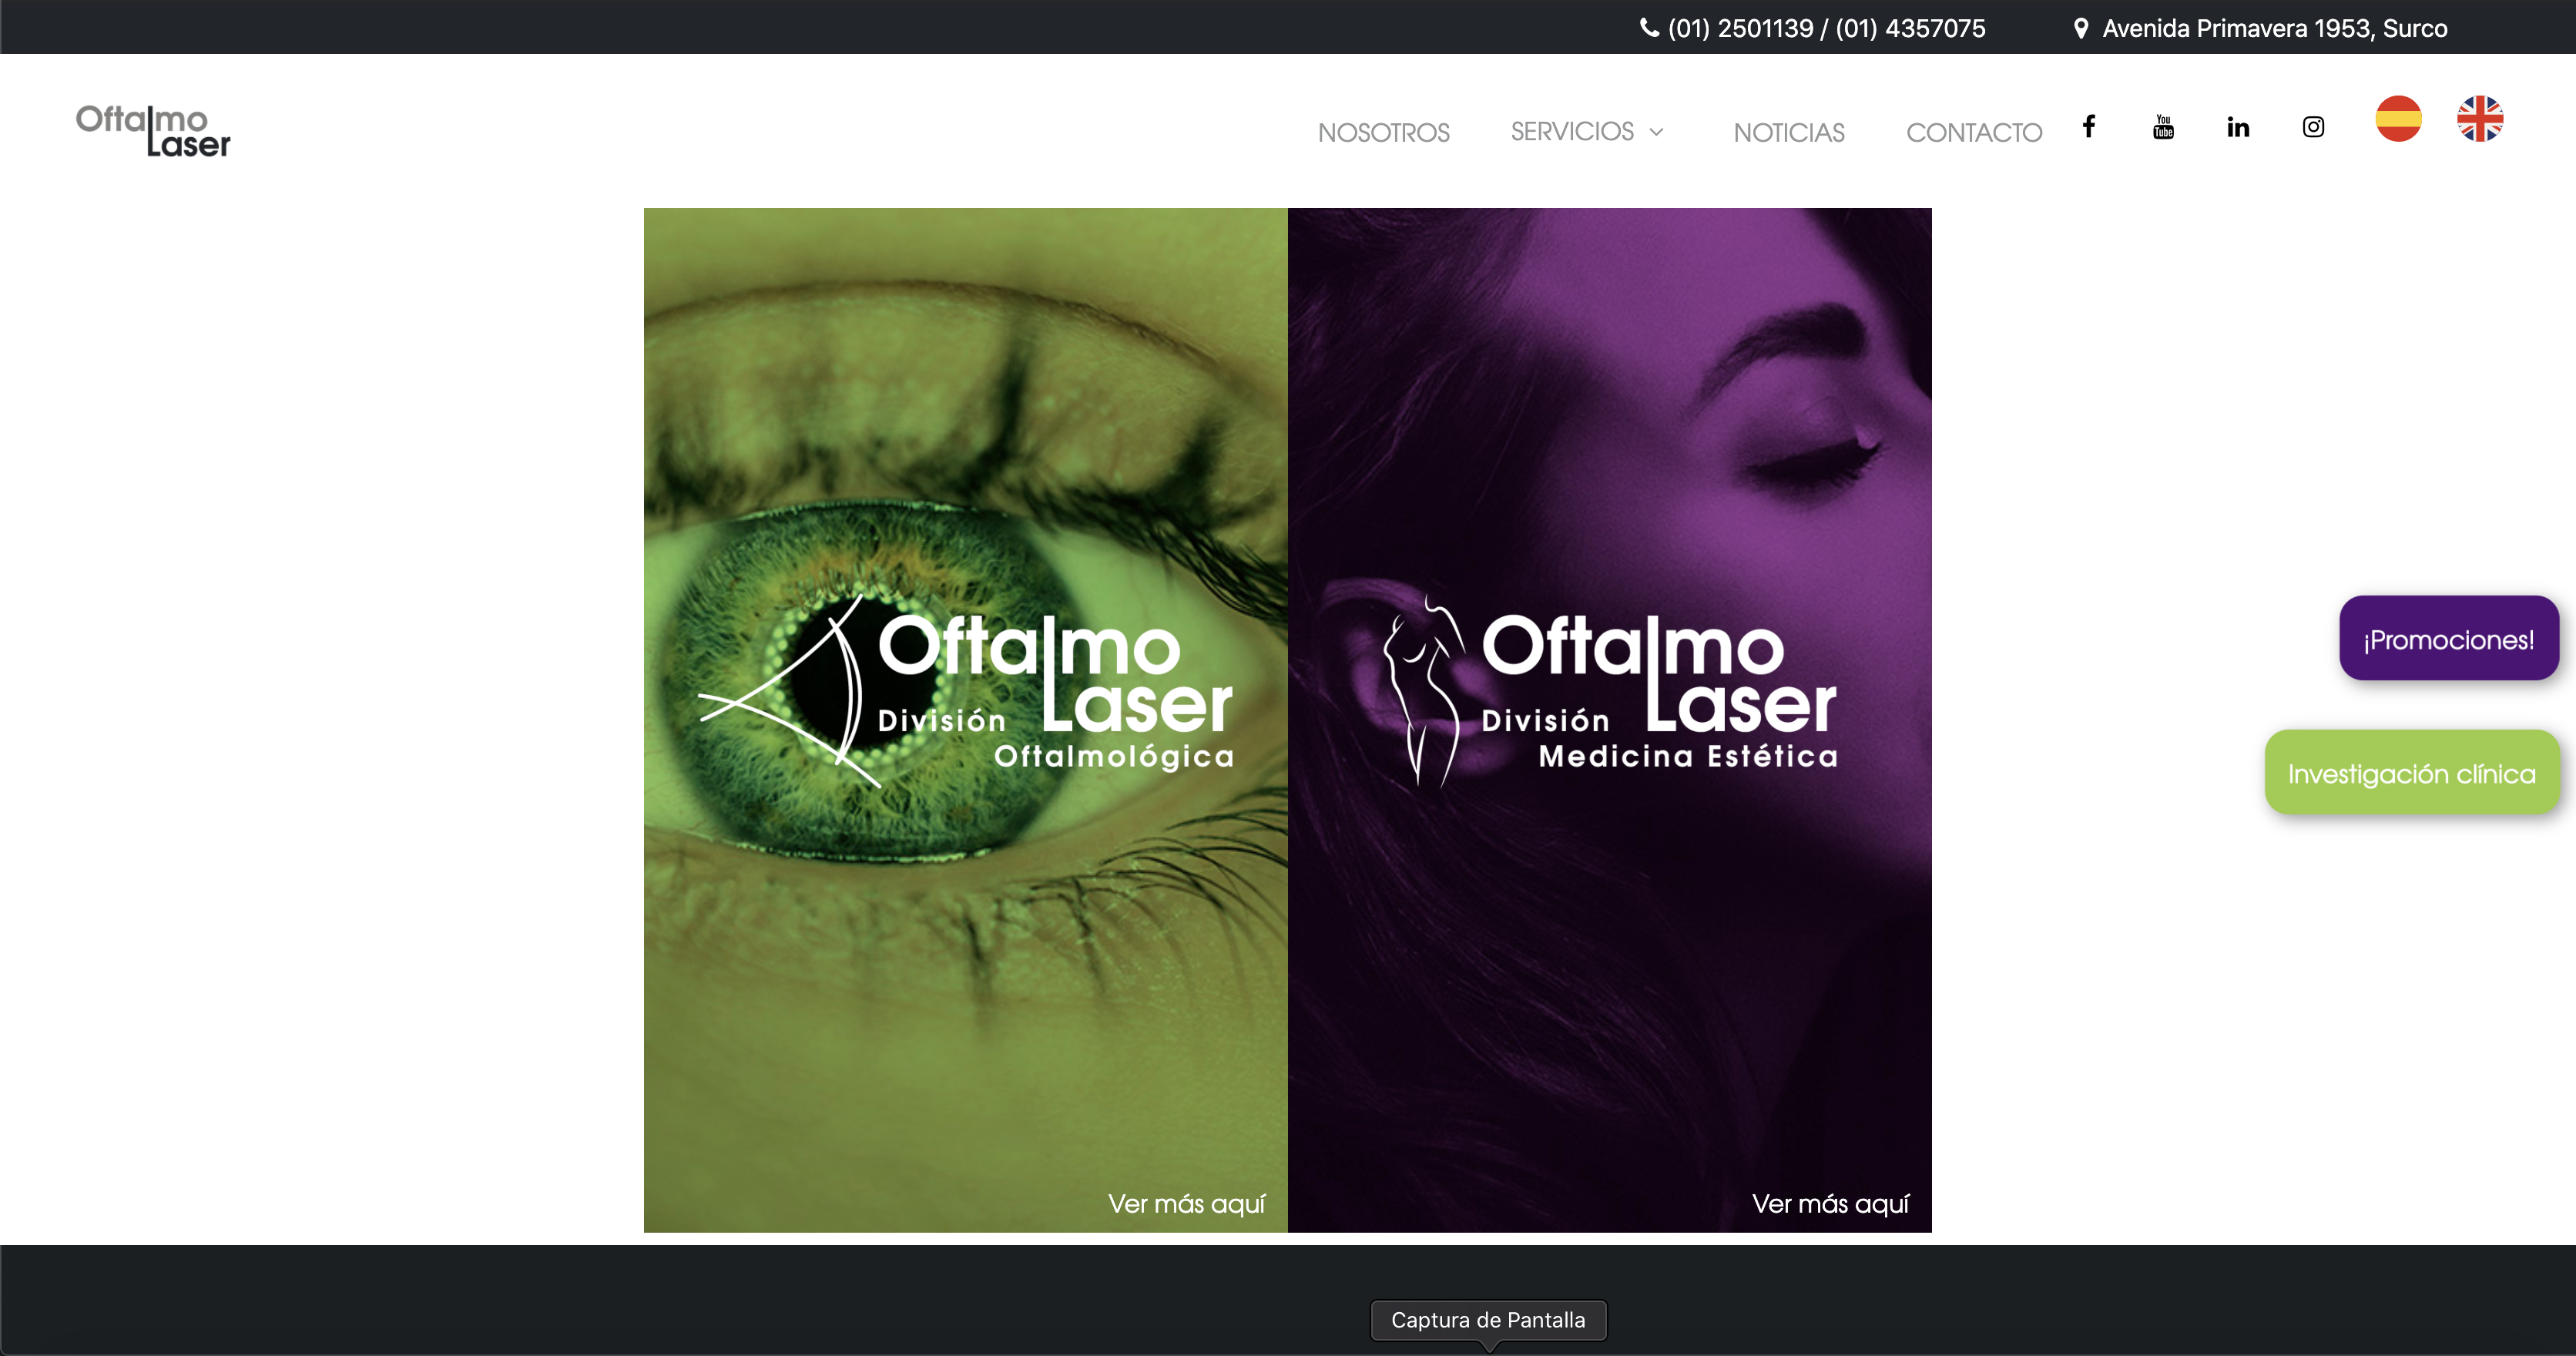 (01) 2501139 / (01) 4357075
Avenida Primavera 1953, Surco
Oftalmo
Laser
NOSOTROS
SERVICIOS
NOTICIAS
CONTACTO
You
Tube
in
Oftalmo
Laser
División
Oftalmológica
Ver más aquí
Oftalmo
Laser
División
Medicina Estética
Ver más aquí
¡Promociones!
Investigación clínica
Captura de Pantalla